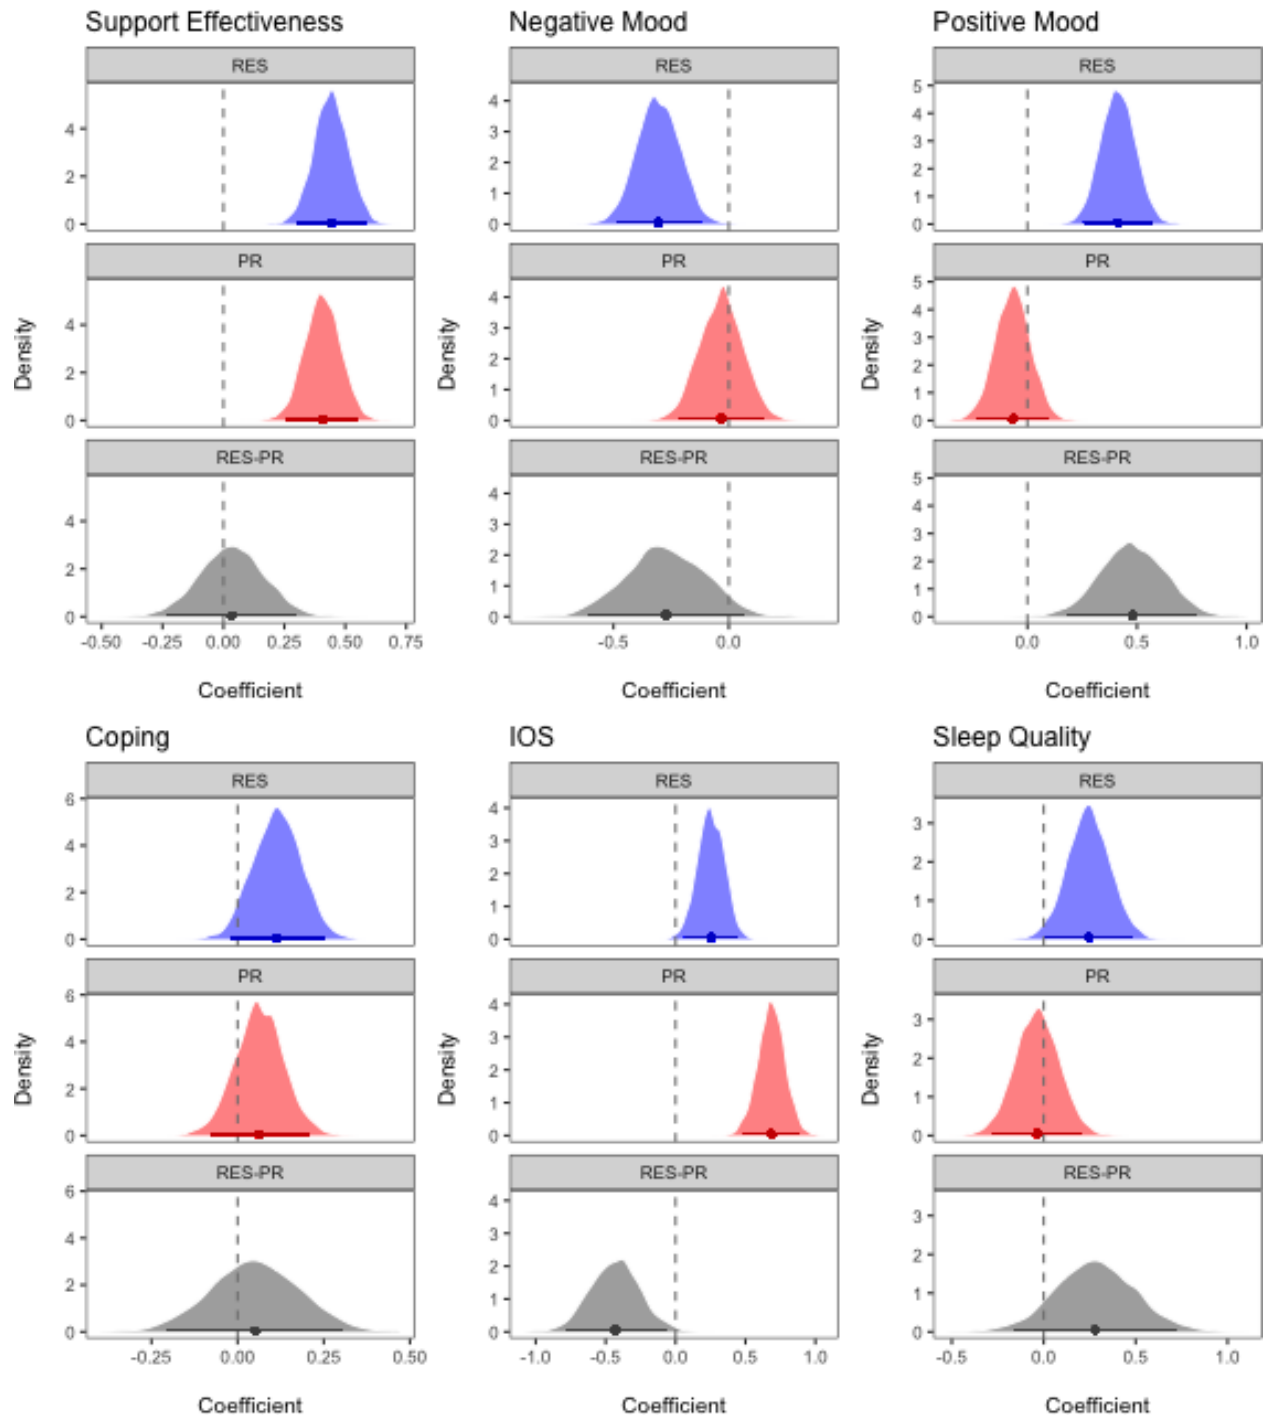 Support Effectiveness
RES
4
2
0
PR
4
2
0
RES-PR
4
2
0
-0.50 -0.25 0.00 0.25 0.50 0.75
Density
Coefficient
Negative Mood
RES
4
3
2
1
0
PR
4
3
2
1
0
RES-PR
4
3
2
1
0
-0.5 0.0
Density
Coefficient
Positive Mood
RES
5
4
3
2
1
0
PR
5
4
3
2
1
0
RES-PR
5
4
3
2
1
0
0.0 0.5 1.0
Density
Coefficient
Coping
RES
6
4
2
0
PR
6
4
2
0
RES-PR
6
4
2
0
-0.25 0.00 0.25 0.50
Density
Coefficient
IOS
RES
4
3
2
1
0
PR
4
3
2
1
0
RES-PR
4
3
2
1
0
-1.0 -0.5 0.0 0.5 1.0
Density
Coefficient
Sleep Quality
RES
3
2
1
0
PR
3
2
1
0
RES-PR
3
2
1
0
-0.5 0.0 0.5 1.0
Density
Coefficient